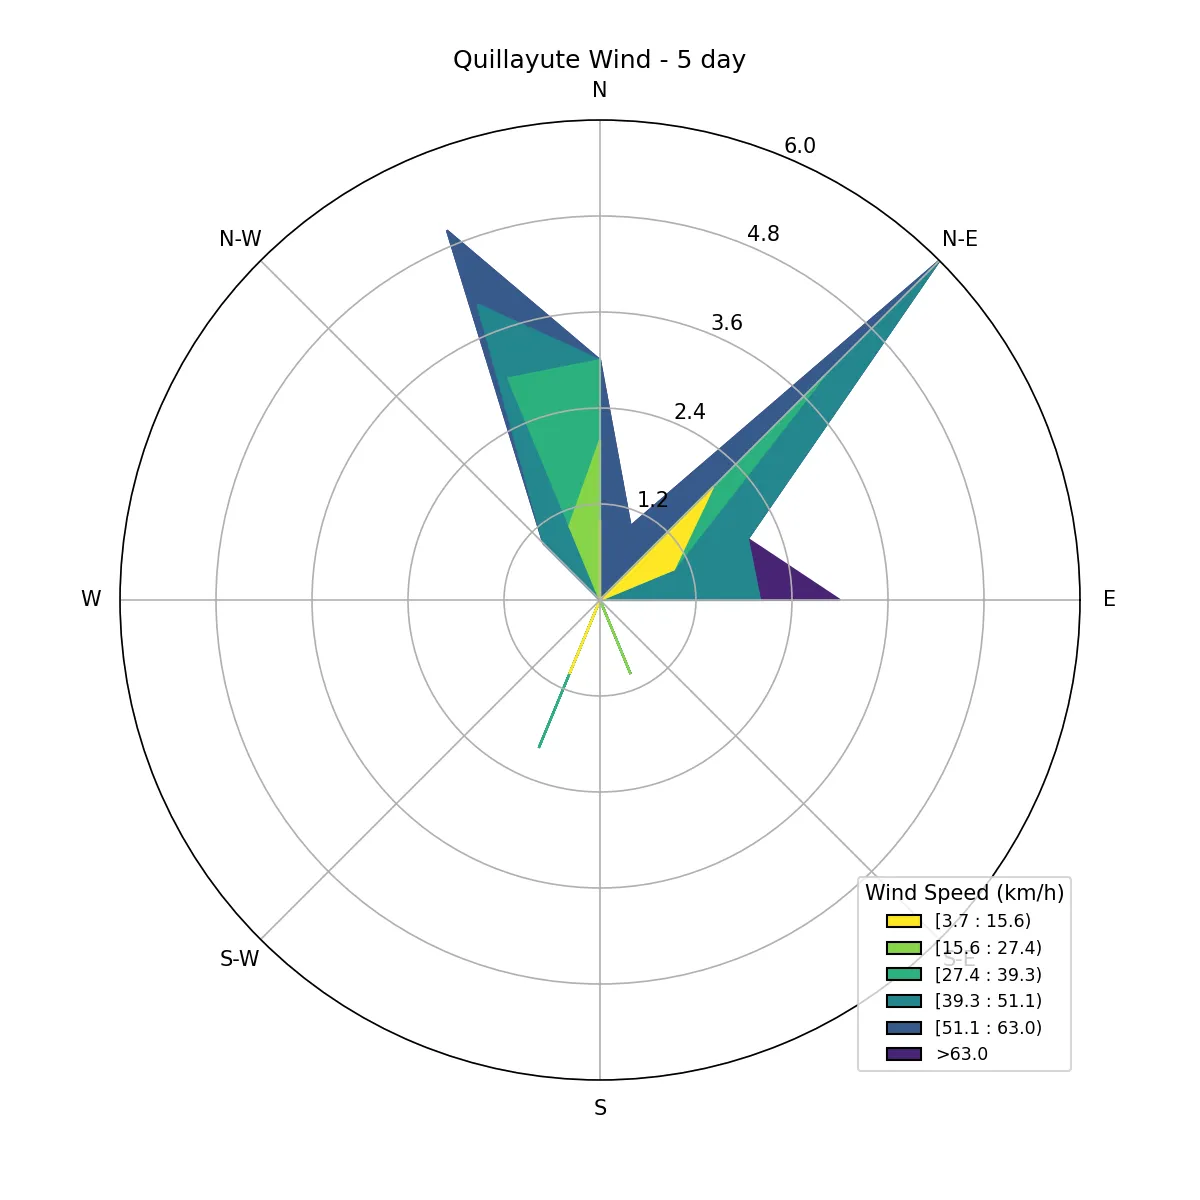 Quillayute Wind - 5 day
N
6.0
N-W
4.8
N-E
3.6
2.4
1.2
W
E
S-W
S-E
S
Wind Speed (km/h)
[3.7 : 15.6)
[15.6 : 27.4)
[27.4 : 39.3)
[39.3 : 51.1)
[51.1 : 63.0)
>63.0